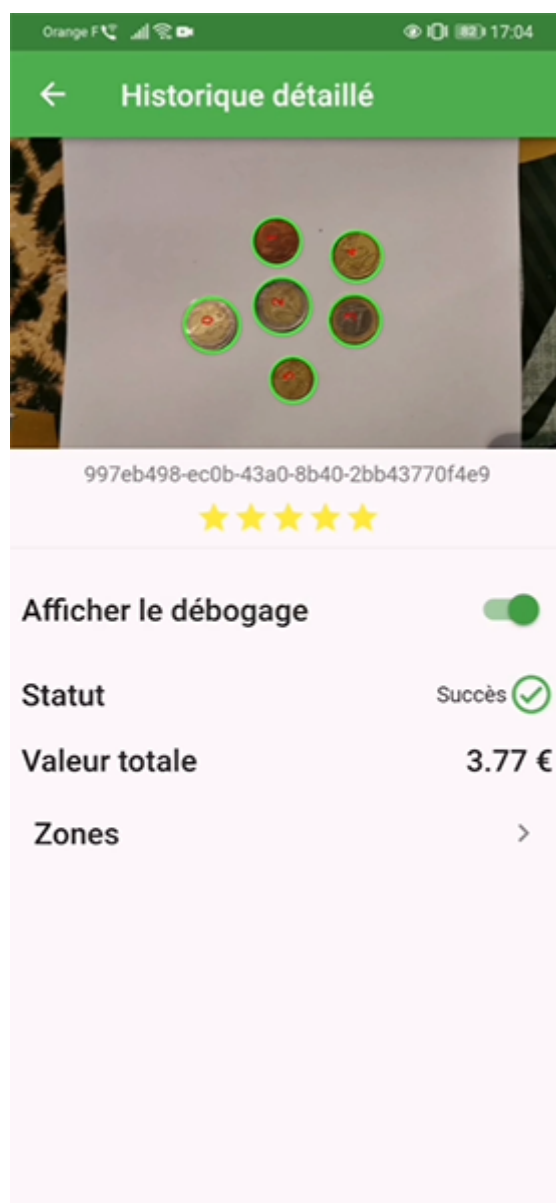 Orange F 82 17:04
Historique détaillé
997eb498-ec0b-43a0-8b40-2bb43770f4e9
Afficher le débogage
Statut Succès
Valeur totale 3.77 €
Zones